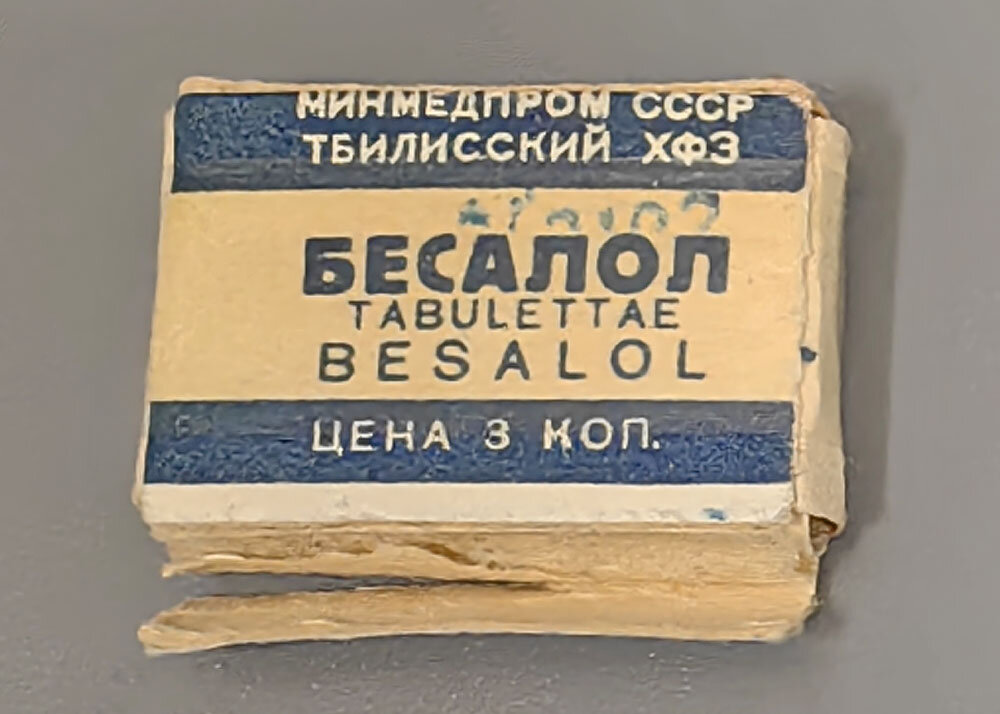 МИНМЕДПРОМ СССР
ТБИЛИССКИЙ ХФЗ
БЕСАЛОЛ
TABULETTAE
BESALOL
ЦЕНА 3 КОП.